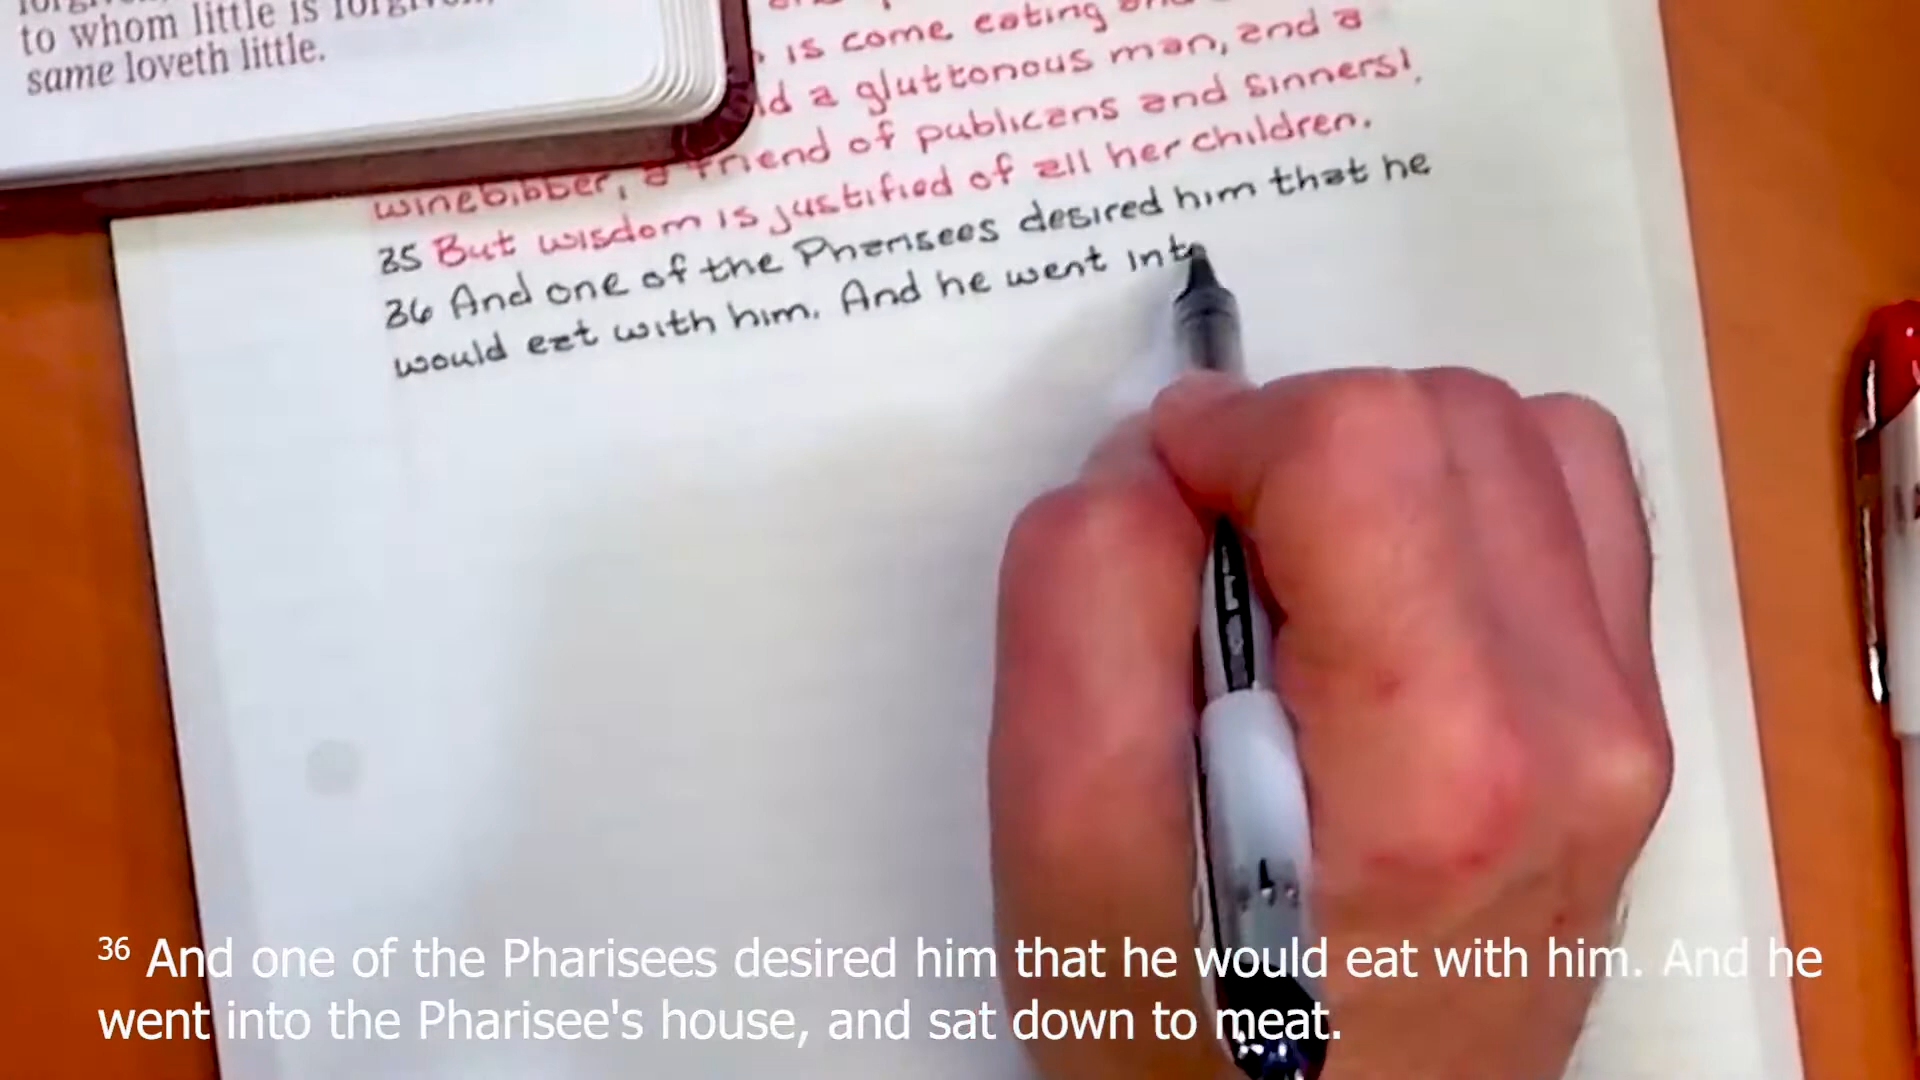 to whom little is
same loveth little.
is come eating
a gluttonous man, and a
winebibber, a friend of publicans and sinners!
35 But wisdom is justified of all her children.
36 And one of the Pharisees desired him that he
would eat with him. And he went into
36 And one of the Pharisees desired him that he would eat with him. And he
went into the Pharisee's house, and sat down to meat.